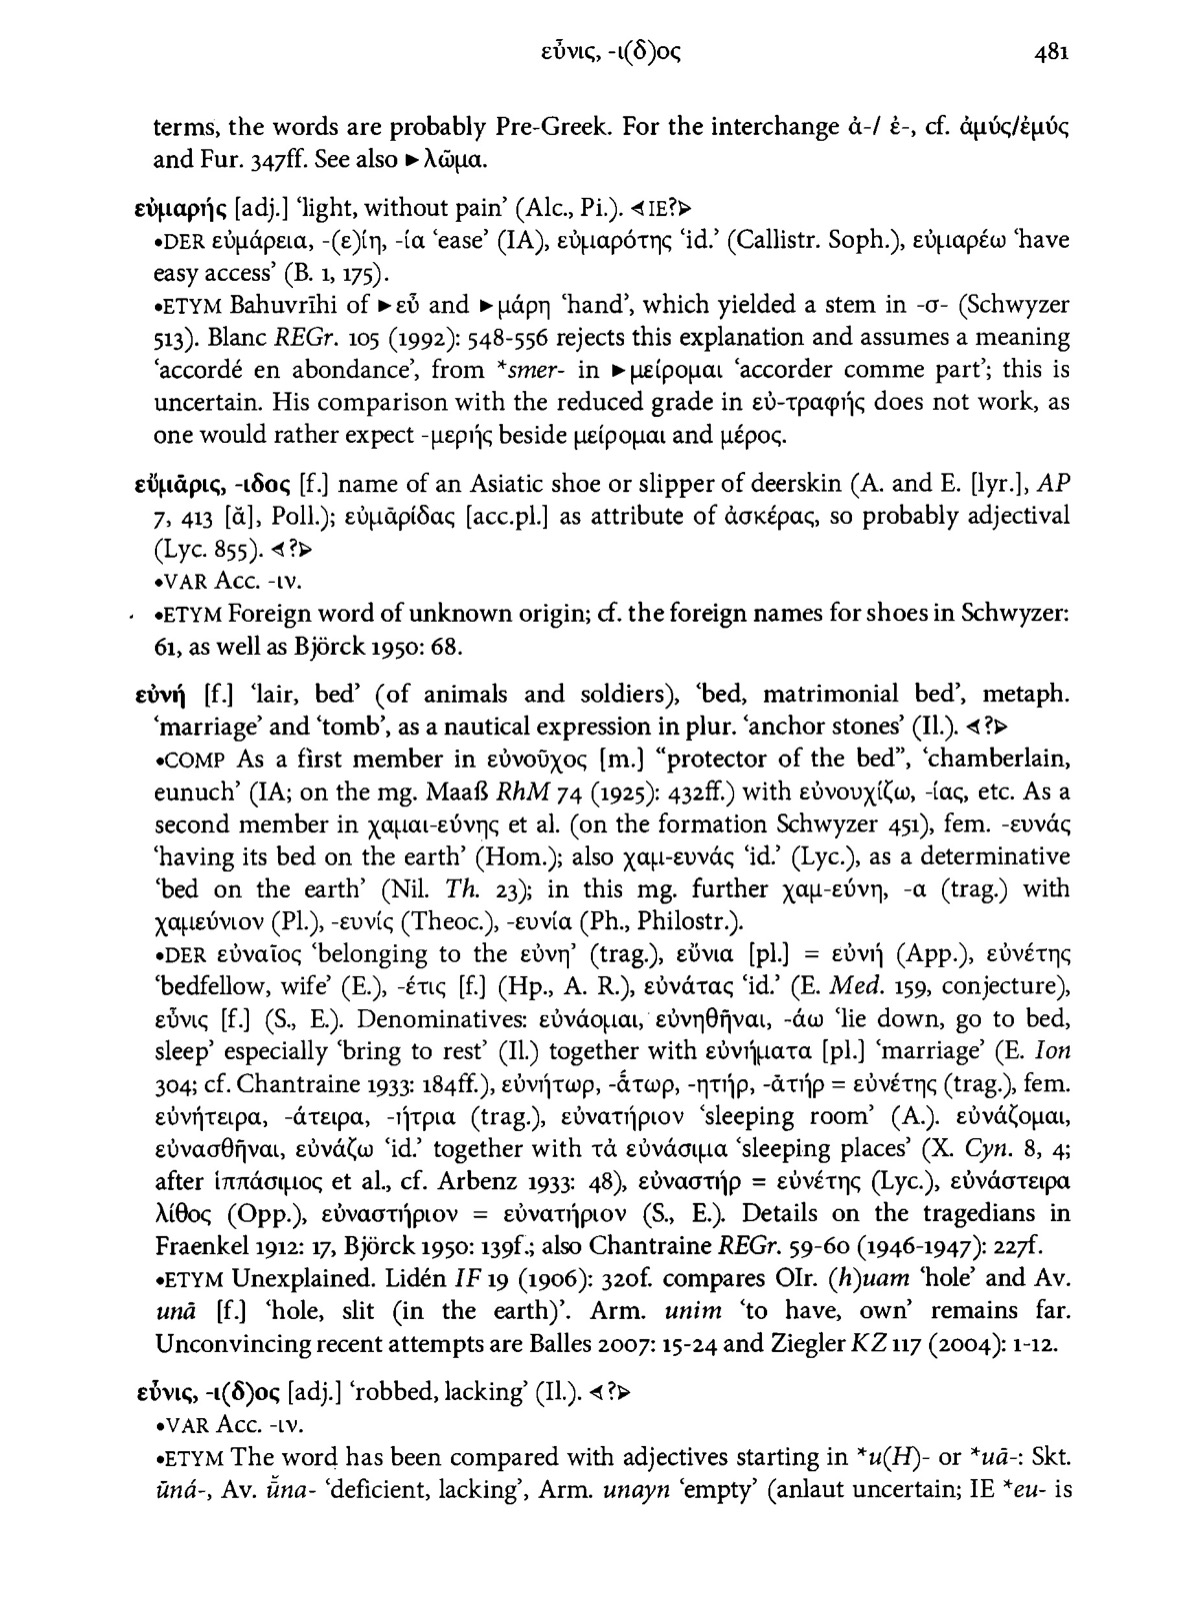 εὖνις, -ι(δ)ος 481
terms, the words are probably Pre-Greek. For the interchange ἀ-/ ἐ-, cf. ἀμύς/ἐμύς
and Fur. 347ff. See also ►λῶμα.
εὐμαρής [adj.] ‘light, without pain’ (Alc., Pi.). ⊲IE?⊳
•DER εὐμάρεια, -(ε)ίη, -ία ‘ease’ (IA), εὐμαρότης ‘id.’ (Callistr. Soph.), εὐμαρέω ‘have
easy access’ (B. 1, 175).
•ETYM Bahuvrīhi of ►εὖ and ►μάρη ‘hand’, which yielded a stem in -σ- (Schwyzer
513). Blanc REGr. 105 (1992): 548-556 rejects this explanation and assumes a meaning
‘accordé en abondance’, from *smer- in ►μείρομαι ‘accorder comme part’; this is
uncertain. His comparison with the reduced grade in εὐ-τραφής does not work, as
one would rather expect -μερής beside μείρομαι and μέρος.
εὔμᾱρις, -ιδος [f.] name of an Asiatic shoe or slipper of deerskin (A. and E. [lyr.], AP
7, 413 [ᾰ], Poll.); εὐμᾱρίδας [acc.pl.] as attribute of ἀσκέρας, so probably adjectival
(Lyc. 855). ⊲?⊳
•VAR Acc. -ιν.
•ETYM Foreign word of unknown origin; cf. the foreign names for shoes in Schwyzer:
61, as well as Björck 1950: 68.
εὐνή [f.] ‘lair, bed’ (of animals and soldiers), ‘bed, matrimonial bed’, metaph.
‘marriage’ and ‘tomb’, as a nautical expression in plur. ‘anchor stones’ (Il.). ⊲?⊳
•COMP As a first member in εὐνοῦχος [m.] “protector of the bed”, ‘chamberlain,
eunuch’ (IA; on the mg. Maaß RhM 74 (1925): 432ff.) with εὐνουχίζω, -ίας, etc. As a
second member in χαμαι-εύνης et al. (on the formation Schwyzer 451), fem. -ευνάς
‘having its bed on the earth’ (Hom.); also χαμ-ευνάς ‘id.’ (Lyc.), as a determinative
‘bed on the earth’ (Nil. Th. 23); in this mg. further χαμ-εύνη, -α (trag.) with
χαμεύνιον (Pl.), -ευνίς (Theoc.), -ευνία (Ph., Philostr.).
•DER εὐναῖος ‘belonging to the εὐνη’ (trag.), εὔνια [pl.] = εὐνή (App.), εὐνέτης
‘bedfellow, wife’ (E.), -έτις [f.] (Hp., A. R.), εὐνάτας ‘id.’ (E. Med. 159, conjecture),
εὖνις [f.] (S., E.). Denominatives: εὐνάομαι, εὐνηθῆναι, -άω ‘lie down, go to bed,
sleep’ especially ‘bring to rest’ (Il.) together with εὐνήματα [pl.] ‘marriage’ (E. Ion
304; cf. Chantraine 1933: 184ff.), εὐνήτωρ, -ά̄τωρ, -ητήρ, -ᾱτήρ = εὐνέτης (trag.), fem.
εὐνήτειρα, -άτειρα, -ήτρια (trag.), εὐνατήριον ‘sleeping room’ (A.). εὐνάζομαι,
εὐνασθῆναι, εὐνάζω ‘id.’ together with τὰ εὐνάσιμα ‘sleeping places’ (X. Cyn. 8, 4;
after ἱππάσιμος et al., cf. Arbenz 1933: 48), εὐναστήρ = εὐνέτης (Lyc.), εὐνάστειρα
λίθος (Opp.), εὐναστήριον = εὐνατήριον (S., E.). Details on the tragedians in
Fraenkel 1912: 17, Björck 1950: 139f.; also Chantraine REGr. 59-60 (1946-1947): 227f.
•ETYM Unexplained. Lidén IF 19 (1906): 320f. compares OIr. (h)uam ‘hole’ and Av.
unā [f.] ‘hole, slit (in the earth)’. Arm. unim ‘to have, own’ remains far.
Unconvincing recent attempts are Balles 2007: 15-24 and Ziegler KZ 117 (2004): 1-12.
εὖνις, -ι(δ)ος [adj.] ‘robbed, lacking’ (Il.). ⊲?⊳
•VAR Acc. -ιν.
•ETYM The word has been compared with adjectives starting in *u(H)- or *uā-: Skt.
ūná-, Av. ū̆na- ‘deficient, lacking’, Arm. unayn ‘empty’ (anlaut uncertain; IE *eu- is